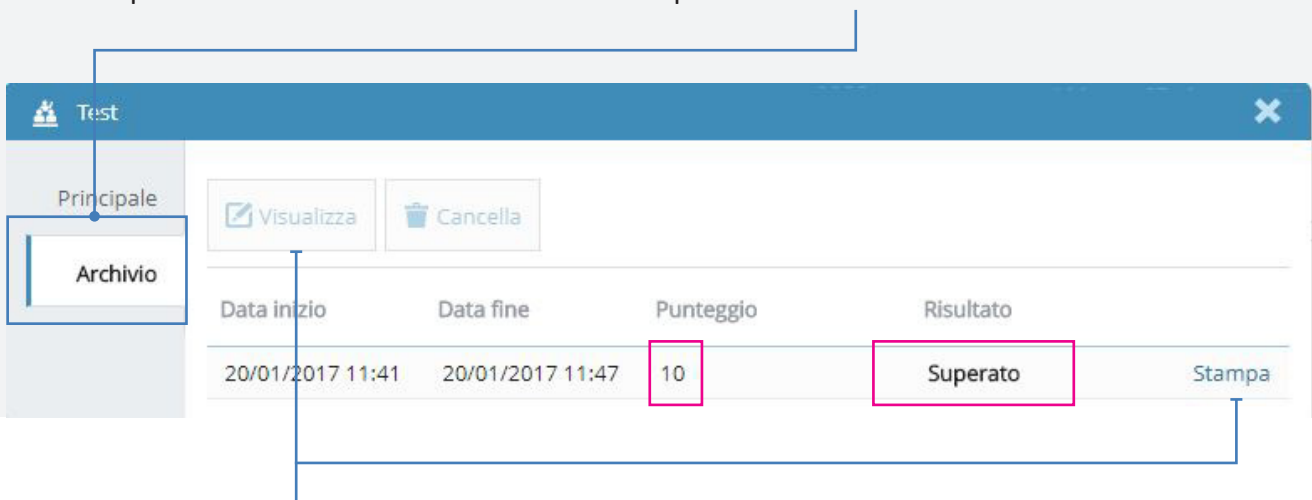 Test
Principale
Visualizza Cancella
Archivio
Data inizio Data fine Punteggio Risultato
20/01/2017 11:41 20/01/2017 11:47 10 Superato Stampa